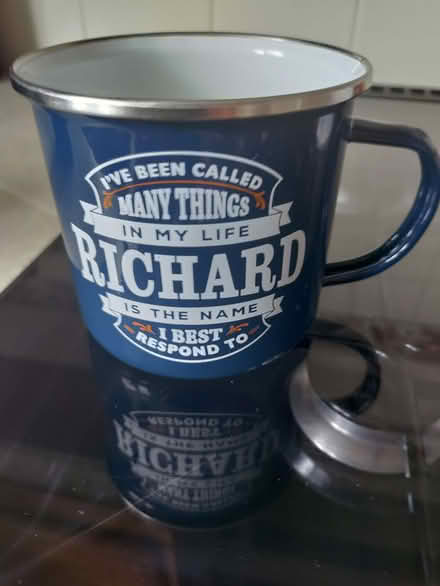 I'VE BEEN CALLED
MANY THINGS
IN MY LIFE
RICHARD
IS THE NAME
I BEST
RESPOND TO